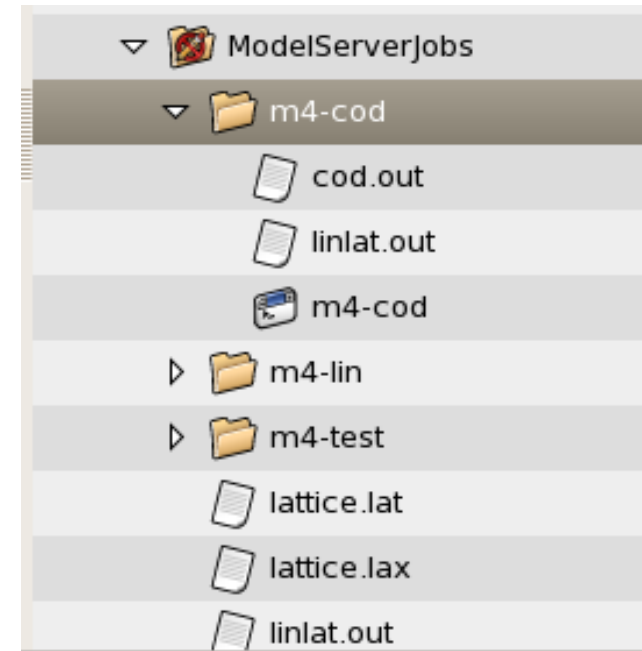 ModelServerJobs
m4-cod
cod.out
linlat.out
m4-cod
m4-lin
m4-test
lattice.lat
lattice.lax
linlat.out